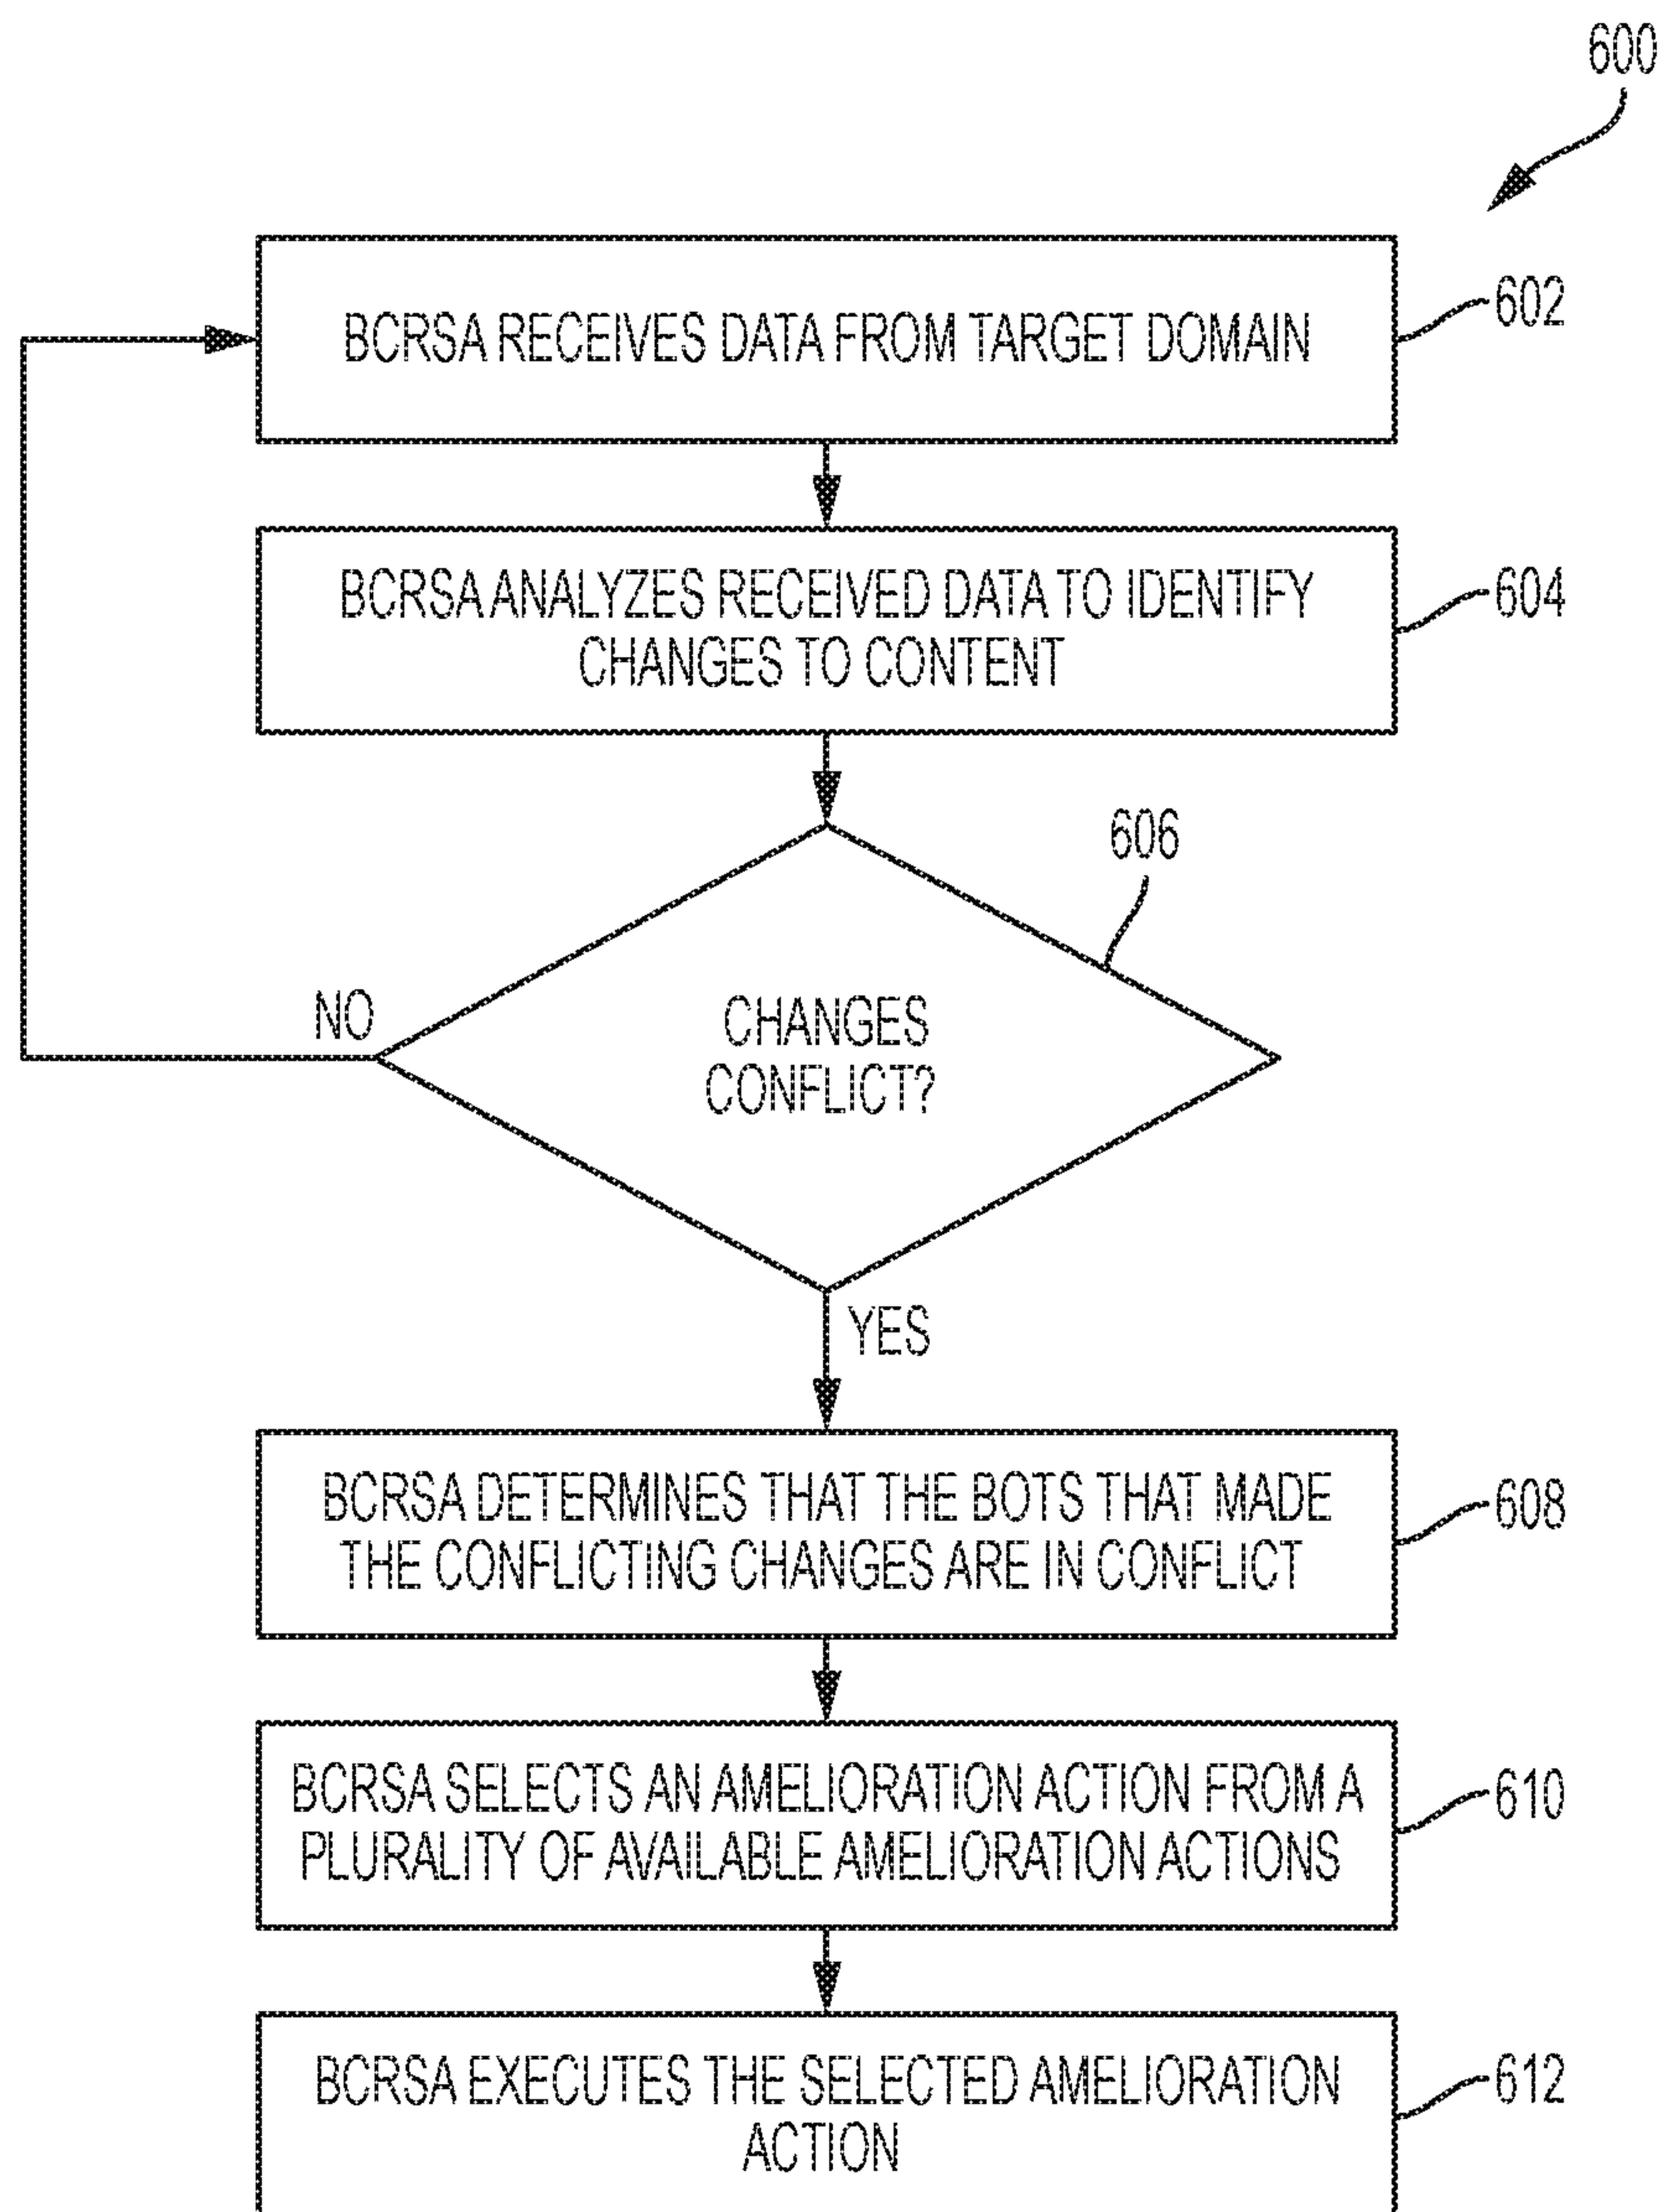 600
BCRSA RECEIVES DATA FROM TARGET DOMAIN
602
BCRSA ANALYZES RECEIVED DATA TO IDENTIFY
CHANGES TO CONTENT
604
606
CHANGES
CONFLICT?
NO
YES
BCRSA DETERMINES THAT THE BOTS THAT MADE
THE CONFLICTING CHANGES ARE IN CONFLICT
608
BCRSA SELECTS AN AMELIORATION ACTION FROM A
PLURALITY OF AVAILABLE AMELIORATION ACTIONS
610
BCRSA EXECUTES THE SELECTED AMELIORATION
ACTION
612